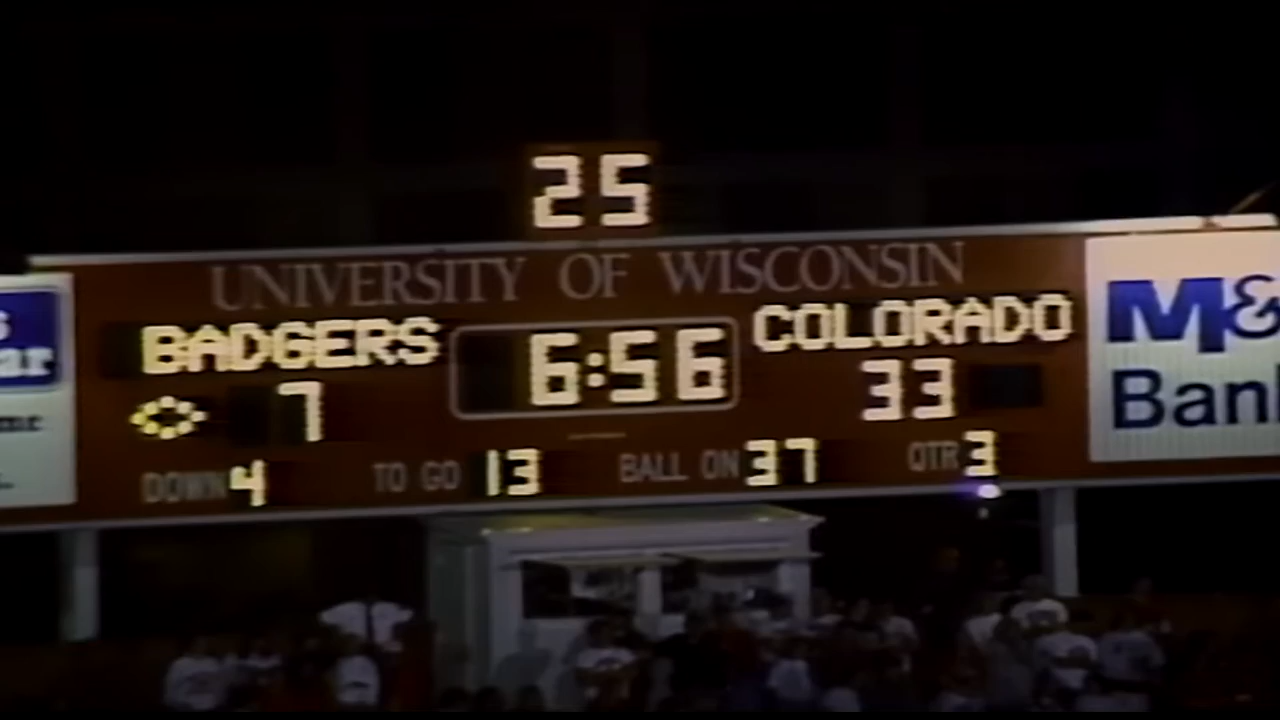 25
UNIVERSITY OF WISCONSIN
BADGERS 6:56 COLORADO
7 33
DOWN 4 TO GO 13 BALL ON 37 QTR 3
M&
Bank